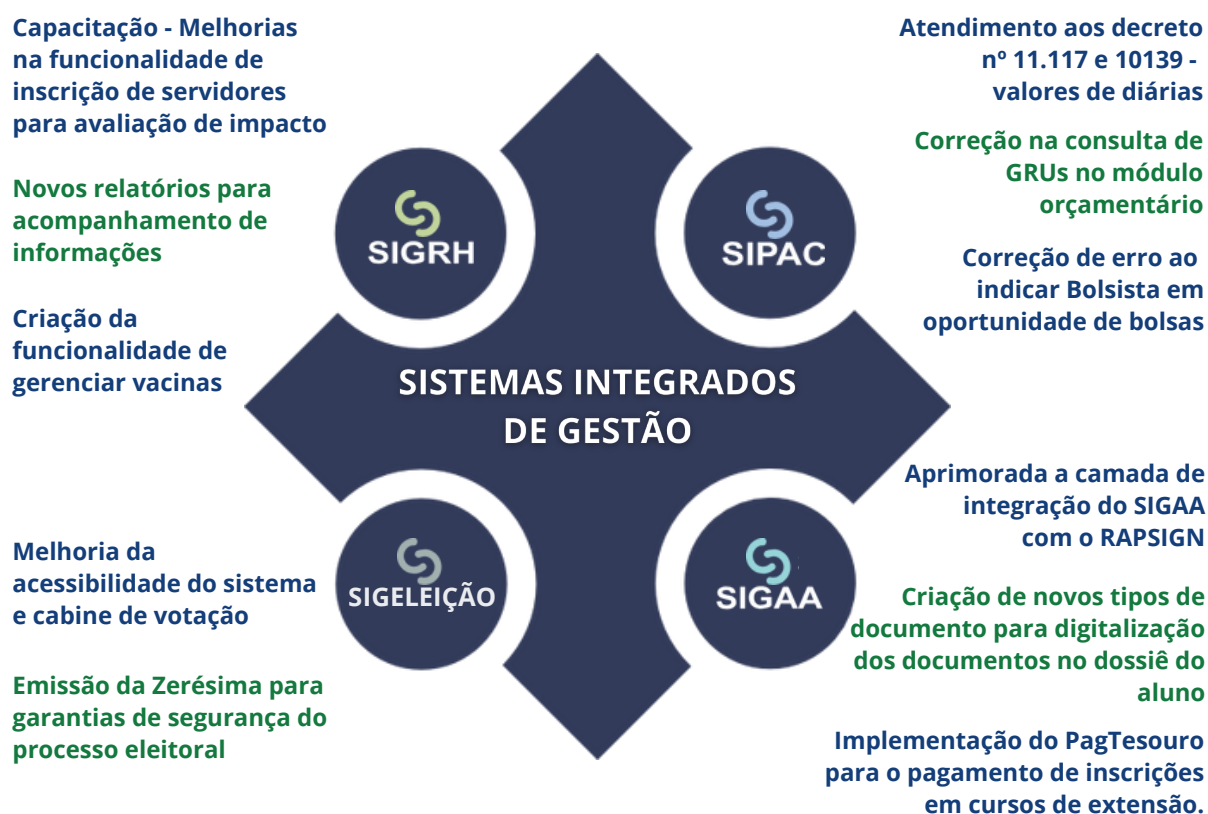 Capacitação - Melhorias
na funcionalidade de
inscrição de servidores
para avaliação de impacto
Novos relatórios para
acompanhamento de
informações
Criação da
funcionalidade de
gerenciar vacinas
SIGRH
Atendimento aos decreto
nº 11.117 e 10139 -
valores de diárias
Correção na consulta de
GRUs no módulo
orçamentário
Correção de erro ao
indicar Bolsista em
oportunidade de bolsas
SIPAC
SISTEMAS INTEGRADOS
DE GESTÃO
Melhoria da
acessibilidade do sistema
e cabine de votação
Emissão da Zerésima para
garantias de segurança do
processo eleitoral
SIGELEIÇÃO
SIGAA
Aprimorada a camada de
integração do SIGAA
com o RAPSIGN
Criação de novos tipos de
documento para digitalização
dos documentos no dossiê do
aluno
Implementação do PagTesouro
para o pagamento de inscrições
em cursos de extensão.